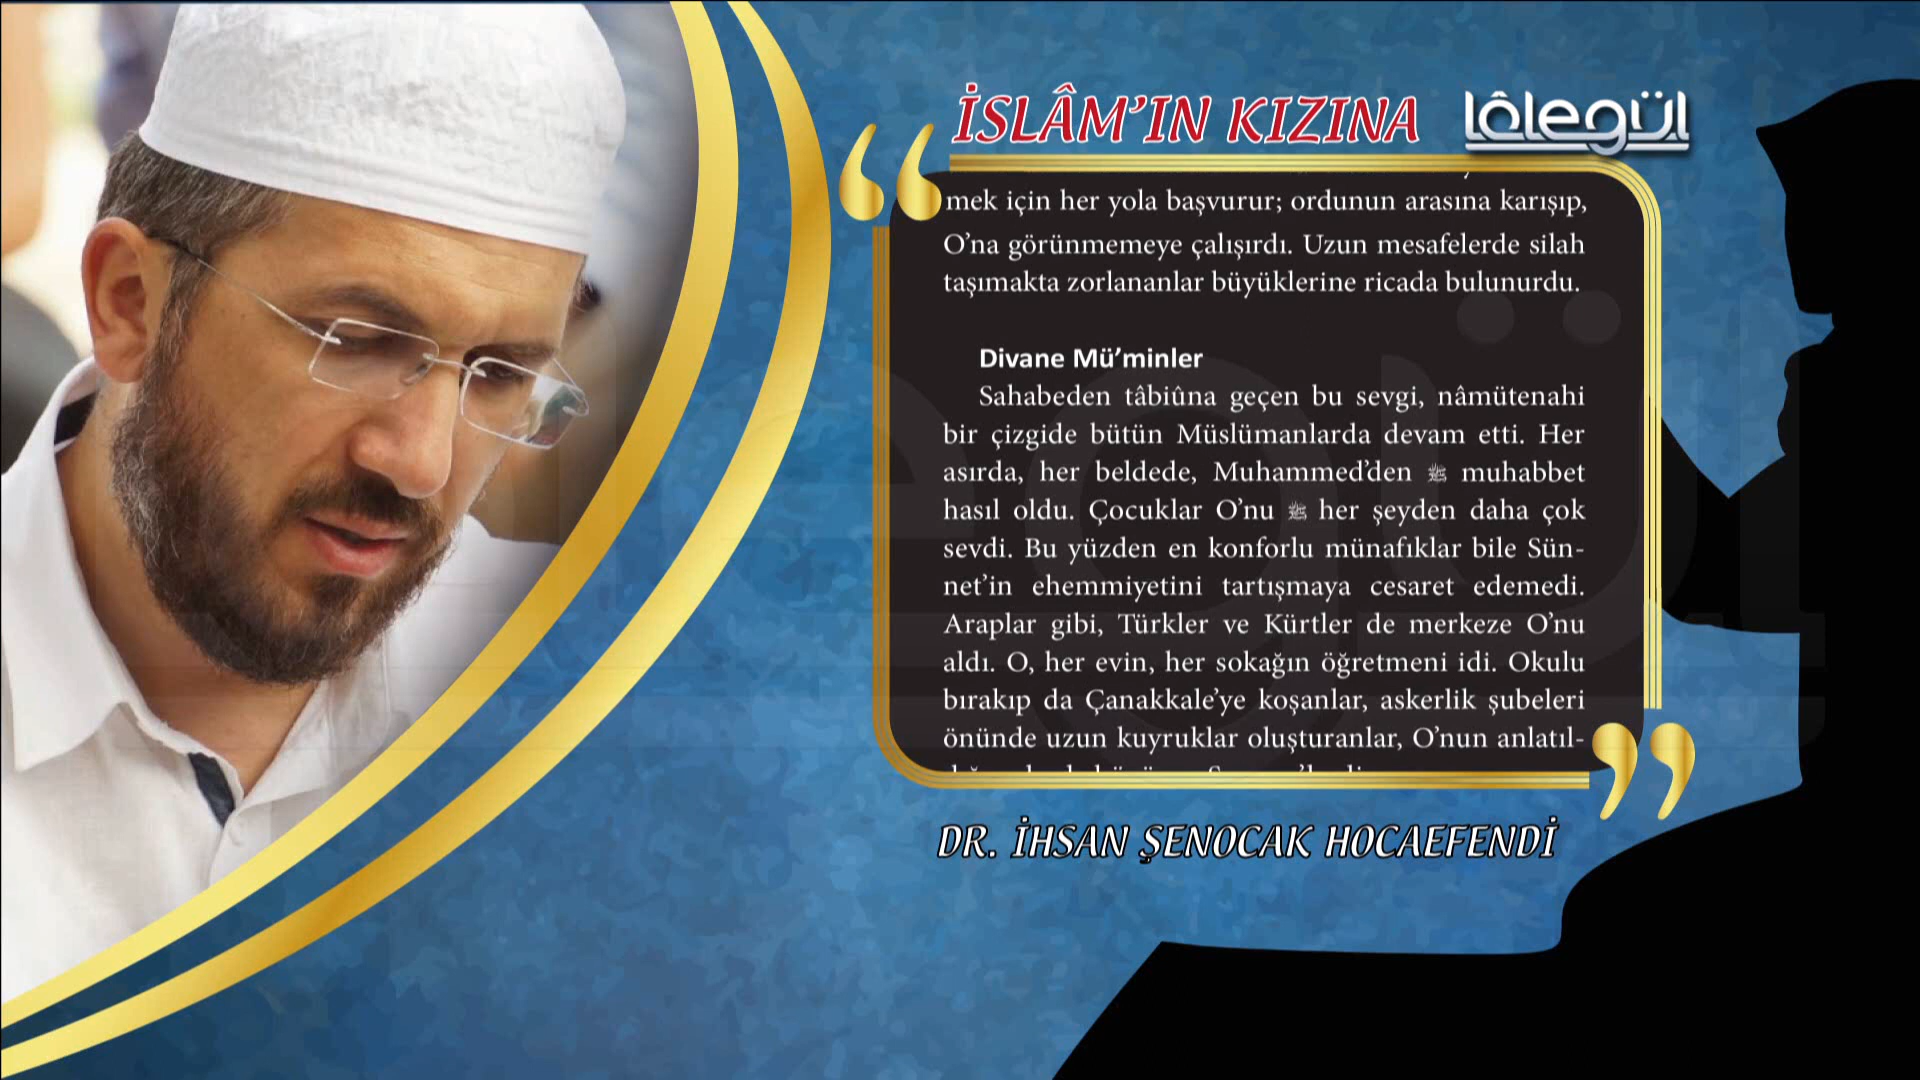 İSLÂM’IN KIZINA
lâlegül
mek için her yola başvurur; ordunun arasına karışıp,
O’na görünmemeye çalışırdı. Uzun mesafelerde silah
taşımakta zorlananlar büyüklerine ricada bulunurdu.
Divane Mü’minler
Sahabeden tâbiûna geçen bu sevgi, nâmütenahi
bir çizgide bütün Müslümanlarda devam etti. Her
asırda, her beldede, Muhammed’den ﷺ muhabbet
hasıl oldu. Çocuklar O’nu ﷺ her şeyden daha çok
sevdi. Bu yüzden en konforlu münafıklar bile Sün-
net’in ehemmiyetini tartışmaya cesaret edemedi.
Araplar gibi, Türkler ve Kürtler de merkeze O’nu
aldı. O, her evin, her sokağın öğretmeni idi. Okulu
bırakıp da Çanakkale’ye koşanlar, askerlik şubeleri
önünde uzun kuyruklar oluşturanlar, O’nun anlatıl-
DR. İHSAN ŞENOCAK HOCAEFENDİ